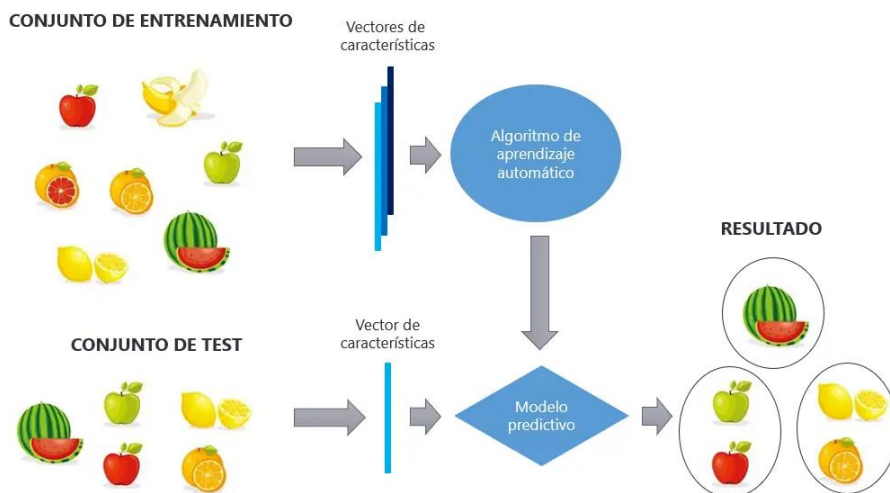 CONJUNTO DE ENTRENAMIENTO
Vectores de
características
Algoritmo de
aprendizaje
automático
RESULTADO
CONJUNTO DE TEST
Vector de
características
Modelo
predictivo